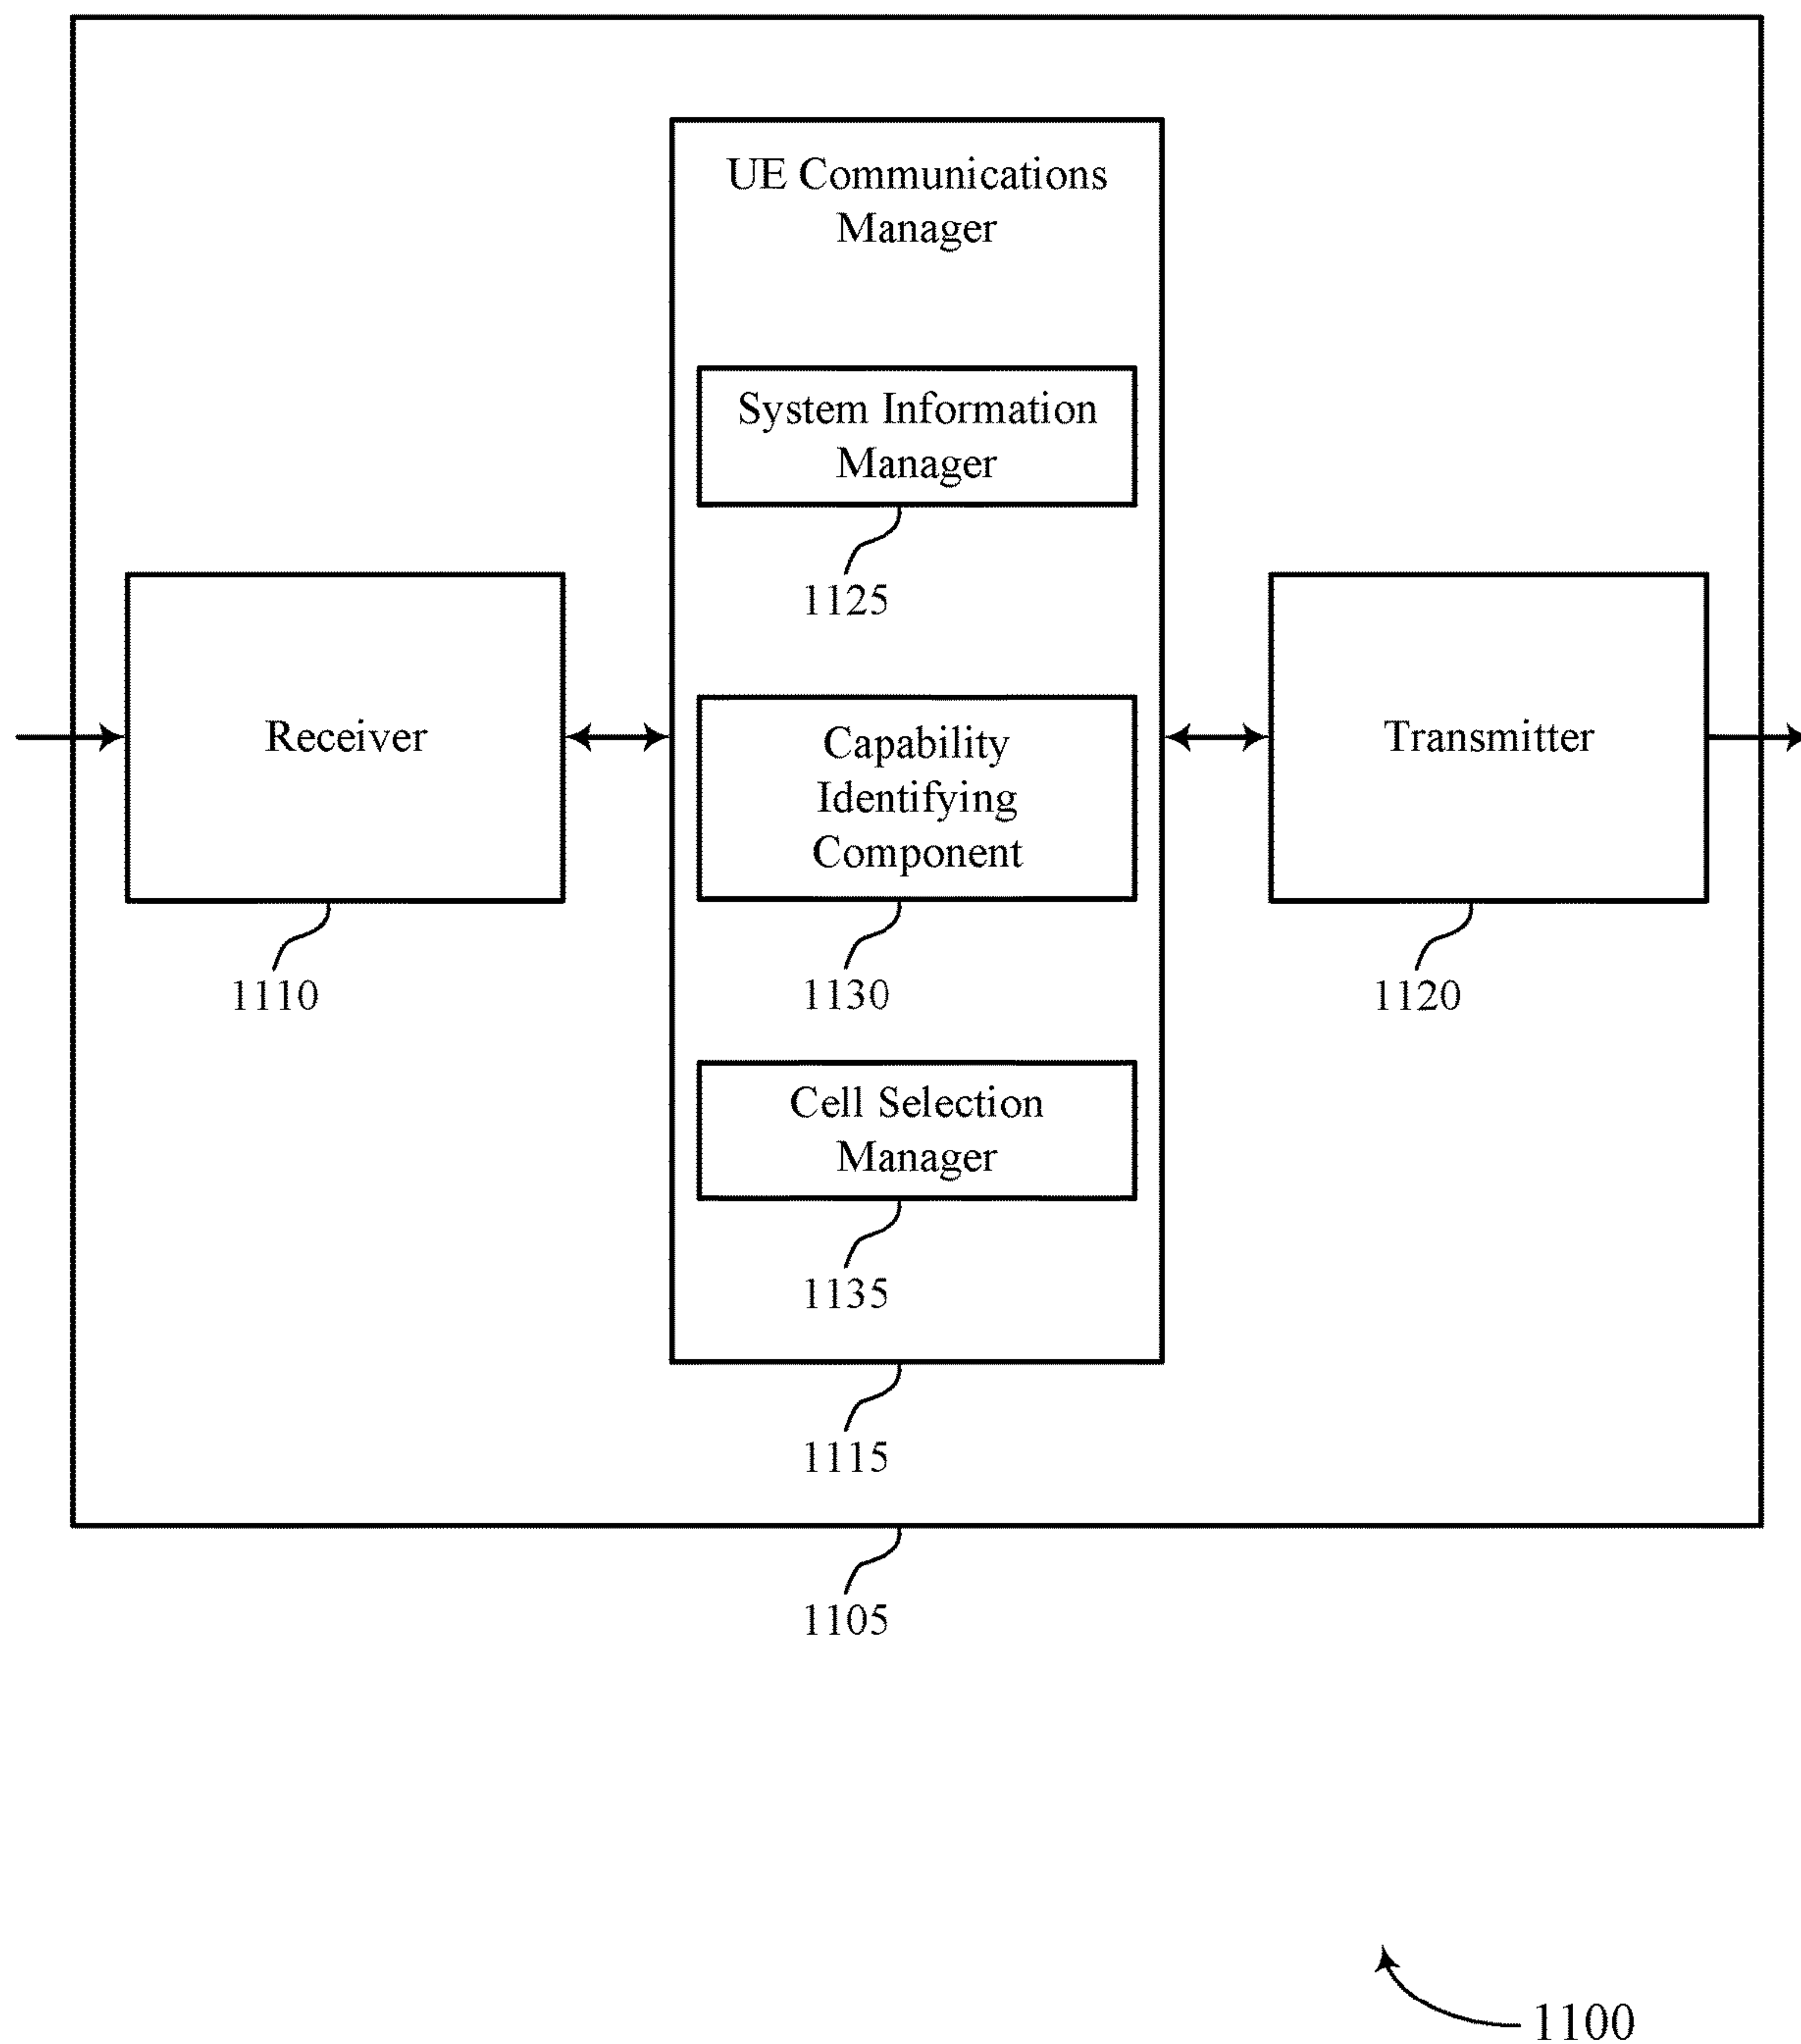 UE Communications
Manager
System Information
Manager
1125
Receiver
1110
Capability
Identifying
Component
1130
Transmitter
1120
Cell Selection
Manager
1135
1115
1105
1100